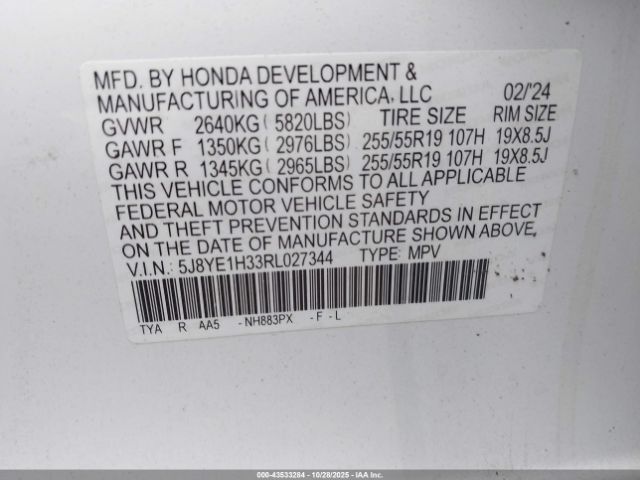 MFD. BY HONDA DEVELOPMENT &
MANUFACTURING OF AMERICA, LLC 02/'24
GVWR 2640KG( 5820LBS) TIRE SIZE RIM SIZE
GAWR F 1350KG( 2976LBS) 255/55R19 107H 19X8.5J
GAWR R 1345KG( 2965LBS) 255/55R19 107H 19X8.5J
THIS VEHICLE CONFORMS TO ALL APPLICABLE
FEDERAL MOTOR VEHICLE SAFETY
AND THEFT PREVENTION STANDARDS IN EFFECT
ON THE DATE OF MANUFACTURE SHOWN ABOVE.
V.I.N.: 5J8YE1H33RL027344 TYPE: MPV
TYA R AA5 -NH883PX -F-L
000-43533284 - 10/28/2025 - IAAI.com